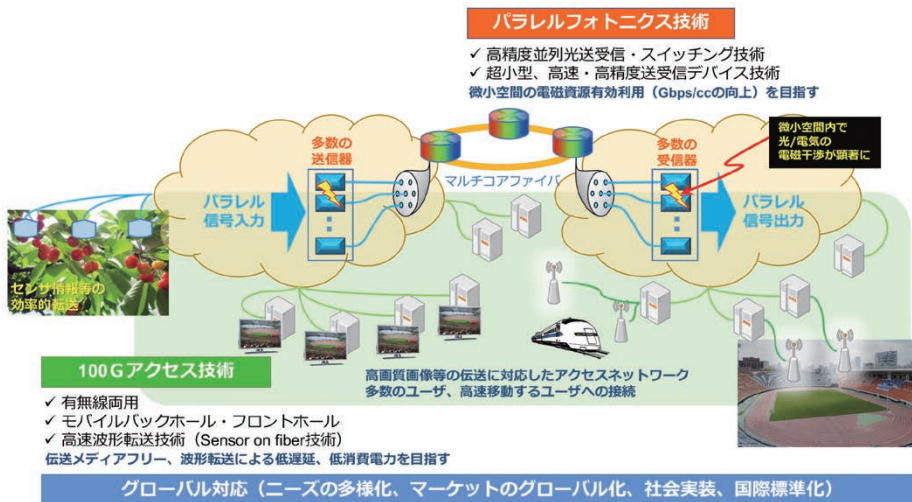 パラレルフォトニクス技術
✓ 高精度並列光送受信・スイッチング技術
✓ 超小型、高速・高精度送受信デバイス技術
微小空間の電磁資源有効利用（Gbps/ccの向上）を目指す
微小空間内で
光/電気の
電磁干渉が顕著に
多数の
送信器
多数の
受信器
マルチコアファイバ
パラレル
信号入力
パラレル
信号出力
センサ情報等の
効率的転送
100Gアクセス技術
✓ 有無線両用
✓ モバイルバックホール・フロントホール
✓ 高速波形転送技術（Sensor on fiber技術）
伝送メディアフリー、波形転送による低遅延、低消費電力を目指す
高画質画像等の伝送に対応したアクセスネットワーク
多数のユーザ、高速移動するユーザへの接続
グローバル対応（ニーズの多様化、マーケットのグローバル化、社会実装、国際標準化）